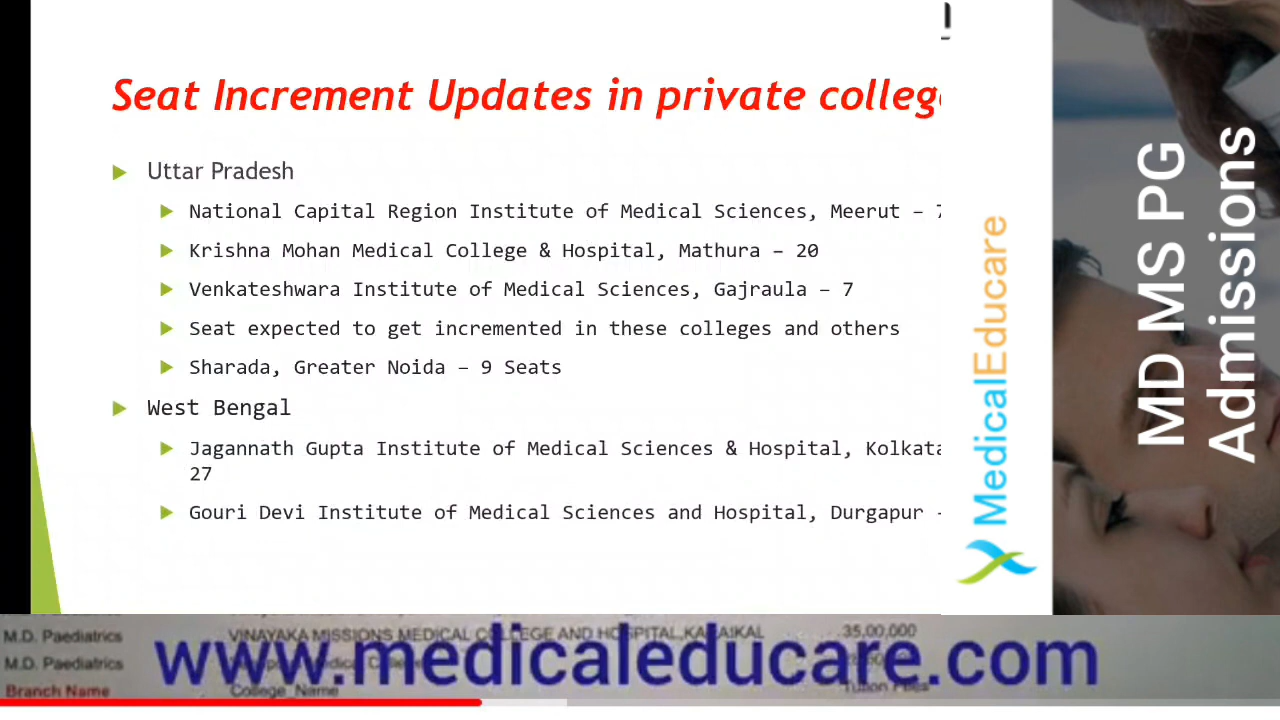 Seat Increment Updates in private
Uttar Pradesh
National Capital Region Institute of Medical Sciences, Meerut –
Krishna Mohan Medical College & Hospital, Mathura – 20
Venkateshwara Institute of Medical Sciences, Gajraula – 7
Seat expected to get incremented in these colleges and others
Sharada, Greater Noida – 9 Seats
West Bengal
Jagannath Gupta Institute of Medical Sciences & Hospital, Kolkata
27
Gouri Devi Institute of Medical Sciences and Hospital, Durgapur -
MedicalEducare
MD MS PG
Admissions
M.D. Paediatrics VINAYAKA MISSIONS MEDICAL COLLEGE AND HOSPITAL,KARAIKAL 35,00,000
M.D. Paediatrics
www.medicaleducare.com
Branch Name College_Name Tution Fees